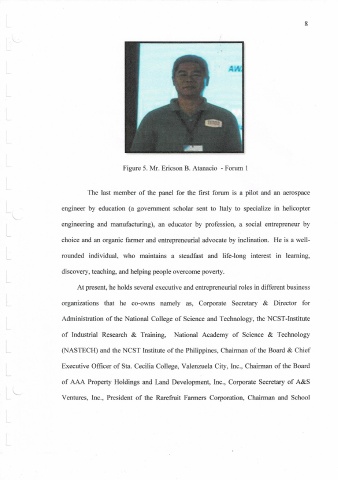 8
AW
Figure 5. Mr. Ericson B. Atanacio - Forum 1
The last member of the panel for the first forum is a pilot and an aerospace
engineer by education (a government scholar sent to Italy to specialize in helicopter
engineering and manufacturing), an educator by profession, a social entrepreneur by
choice and an organic farmer and entrepreneurial advocate by inclination. He is a well-
rounded individual, who maintains a steadfast and life-long interest in learning,
discovery, teaching, and helping people overcome poverty.
At present, he holds several executive and entrepreneurial roles in different business
organizations that he co-owns namely as, Corporate Secretary & Director for
Administration of the National College of Science and Technology, the NCST-Institute
of Industrial Research & Training, National Academy of Science & Technology
(NASTECH) and the NCST Institute of the Philippines, Chairman of the Board & Chief
Executive Officer of Sta. Cecilia College, Valenzuela City, Inc., Chairman of the Board
of AAA Property Holdings and Land Development, Inc., Corporate Secretary of A&S
Ventures, Inc., President of the Rarefruit Farmers Corporation, Chairman and School